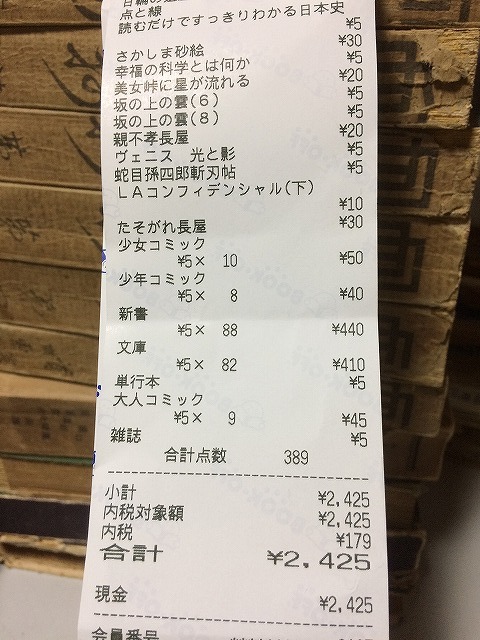 点と線
読むだけですっきりわかる日本史
¥5
さかしま砂絵 ¥30
幸福の科学とは何か ¥5
美女峠に星が流れる ¥20
坂の上の雲(6) ¥5
坂の上の雲(8) ¥5
親不孝長屋 ¥20
ヴェニス 光と影 ¥5
蛇目孫四郎斬刃帖 ¥5
LAコンフィデンシャル(下)
¥10
たそがれ長屋 ¥30
少女コミック
¥5× 10 ¥50
少年コミック
¥5× 8 ¥40
新書
¥5× 88 ¥440
文庫
¥5× 82 ¥410
単行本 ¥5
大人コミック
¥5× 9 ¥45
雑誌 ¥5
合計点数 389
小計 ¥2,425
内税対象額 ¥2,425
内税 ¥179
合計 ¥2,425
現金 ¥2,425
会員番号